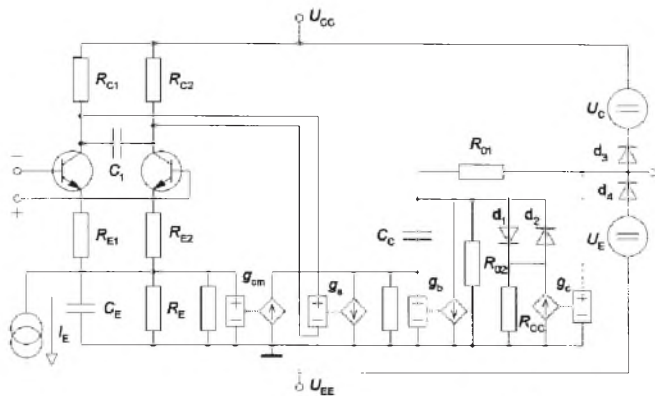 U_CC
R_C1
R_C2
U_C
R_01
d_3
−
C_1
d_4
+
R_E1
R_E2
C_C
d_1
d_2
U_E
R_02
g_cm
g_a
g_b
g_c
I_E
C_E
R_E
R_CC
U_EE